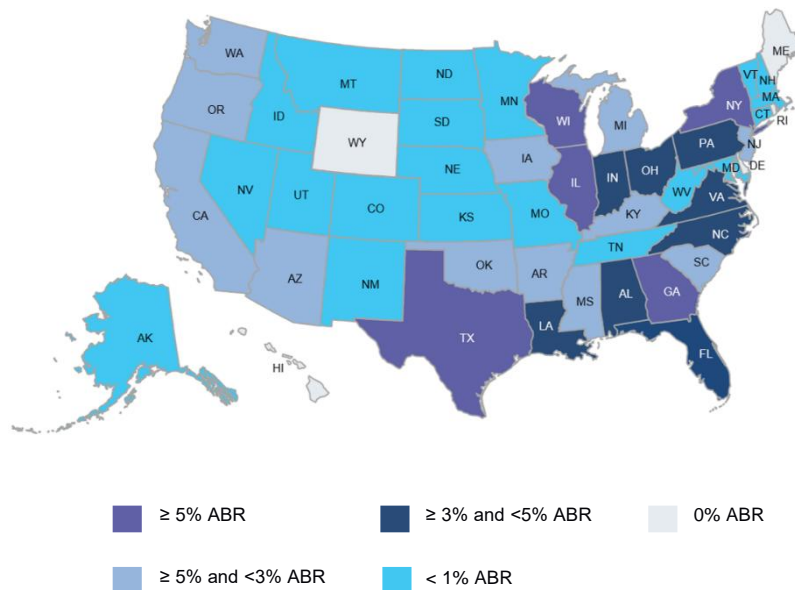 ME
WA
VT
NH
MT
ND
MN
MA
OR
NY
CT
RI
ID
SD
WI
MI
WY
PA
NJ
IA
NE
OH
DE
MD
IN
IL
NV
UT
WV
VA
CO
CA
KS
MO
KY
NC
TN
OK
SC
AZ
NM
AR
MS
AL
GA
TX
LA
AK
FL
HI
≥ 5% ABR
≥ 3% and <5% ABR
0% ABR
≥ 5% and <3% ABR
< 1% ABR